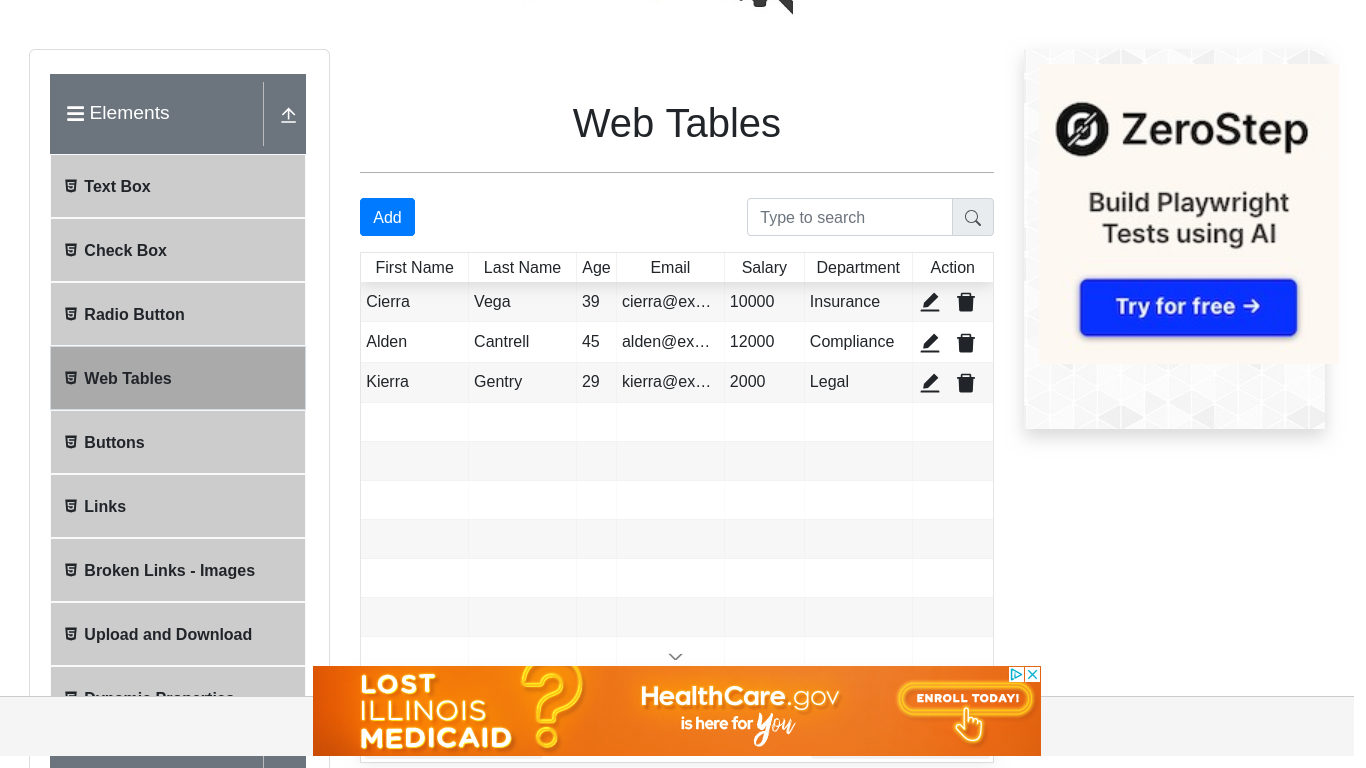 Elements
Text Box
Check Box
Radio Button
Web Tables
Buttons
Links
Broken Links - Images
Upload and Download
Web Tables
Add
Type to search
First Name Last Name Age Email Salary Department Action
Cierra Vega 39 cierra@ex... 10000 Insurance
Alden Cantrell 45 alden@ex... 12000 Compliance
Kierra Gentry 29 kierra@ex... 2000 Legal
ZeroStep
Build Playwright
Tests using AI
Try for free →
LOST
ILLINOIS
MEDICAID
?
HealthCare.gov
is here for you
ENROLL TODAY!